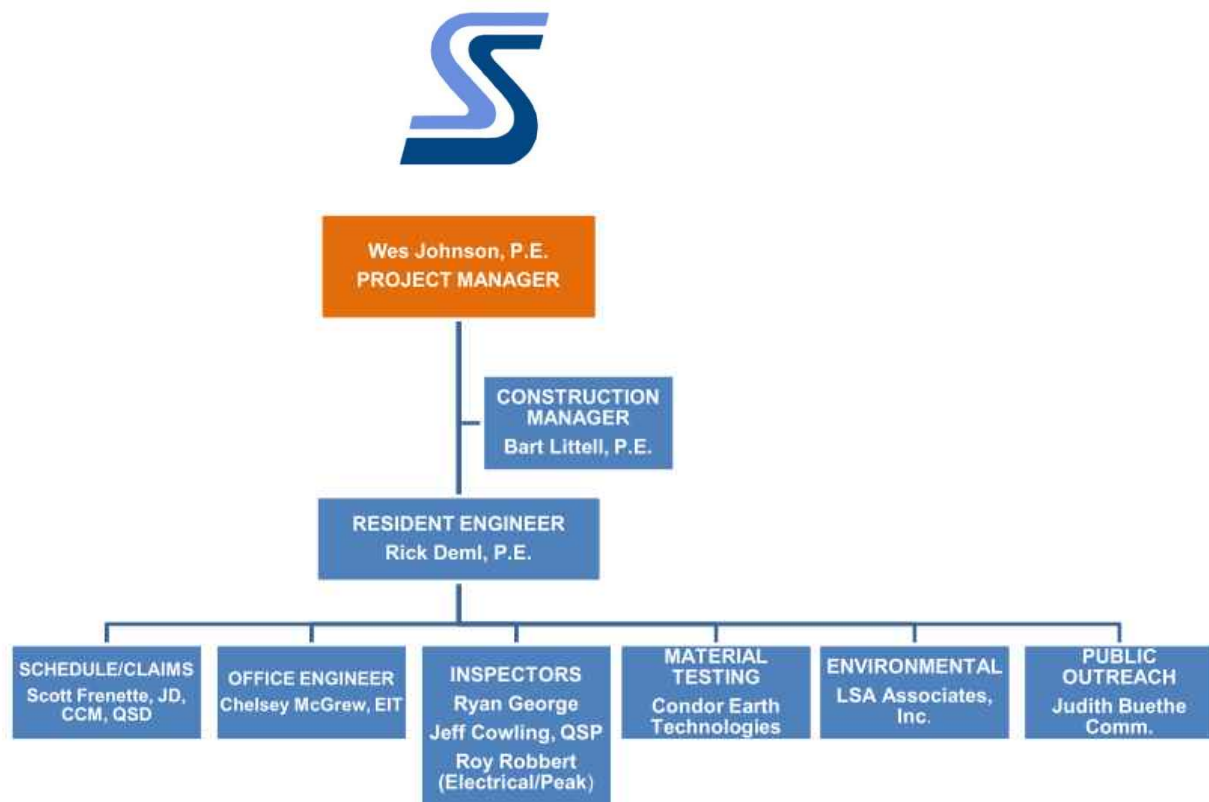 Wes Johnson, P.E.
PROJECT MANAGER
CONSTRUCTION
MANAGER
Bart Littell, P.E.
RESIDENT ENGINEER
Rick Deml, P.E.
SCHEDULE/CLAIMS
Scott Frenette, JD,
CCM, QSD
OFFICE ENGINEER
Chelsey McGrew, EIT
INSPECTORS
Ryan George
Jeff Cowling, QSP
Roy Robbert
(Electrical/Peak)
MATERIAL
TESTING
Condor Earth
Technologies
ENVIRONMENTAL
LSA Associates,
Inc.
PUBLIC
OUTREACH
Judith Buethe
Comm.